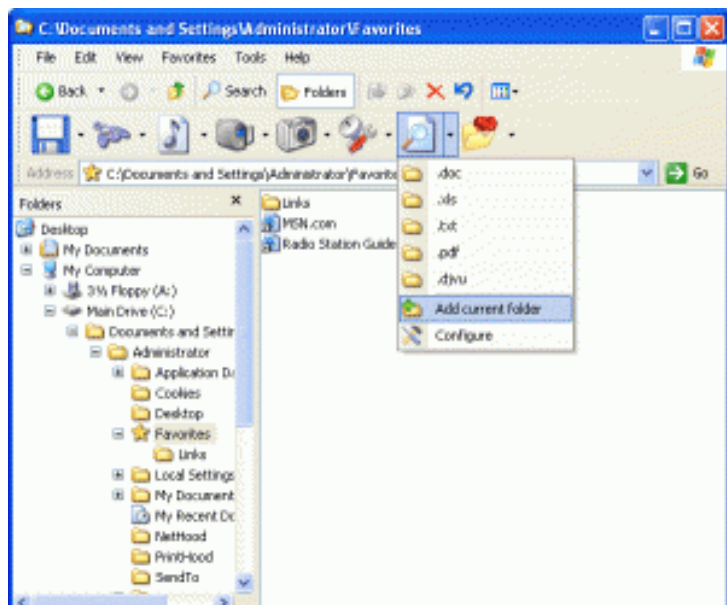 C:\Documents and Settings\Administrator\Favorites
File Edit View Favorites Tools Help
Back Search Folders
Address C:\Documents and Settings\Administrator\Favorite Go
Folders x
Desktop
My Documents
My Computer
3½ Floppy (A:)
Main Drive (C:)
Documents and Settin
Administrator
Application Da
Cookies
Desktop
Favorites
Links
Local Settings
My Document
My Recent Do
NetHood
PrintHood
SendTo
Links
MSN.com
Radio Station Guide
.doc
.xls
.txt
.pdf
.djvu
Add current folder
Configure